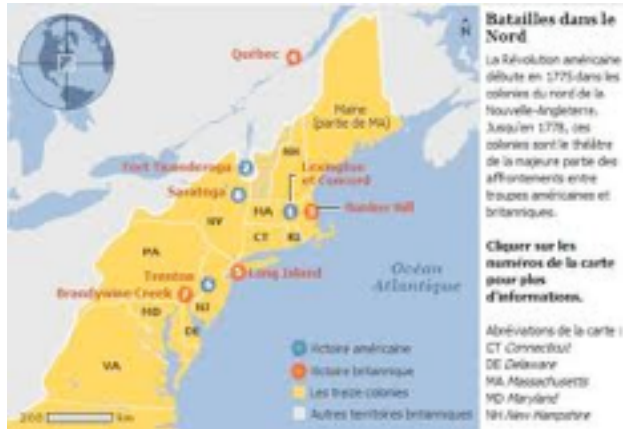 Batailles dans le
Nord
La Révolution américaine
débute en 1775 dans les
colonies du nord de la
Nouvelle-Angleterre.
Jusqu'en 1778, ces
colonies sont le théâtre
de la majeure partie des
affrontements entre
troupes américaines et
britanniques.
Cliquer sur les
numéros de la carte
pour plus
d'informations.
Abréviations de la carte :
CT Connecticut
DE Delaware
MA Massachusetts
MD Maryland
NH New Hampshire
N
Québec
Maine
(partie de MA)
NH
Fort Ticonderoga
Lexington
et Concord
Saratoga
Bunker Hill
NY
MA
CT
RI
PA
Trenton
Long Island
Océan
Atlantique
Brandywine Creek
NJ
MD
DE
VA
Victoire américaine
Victoire britannique
Les treize colonies
Autres territoires britanniques
km